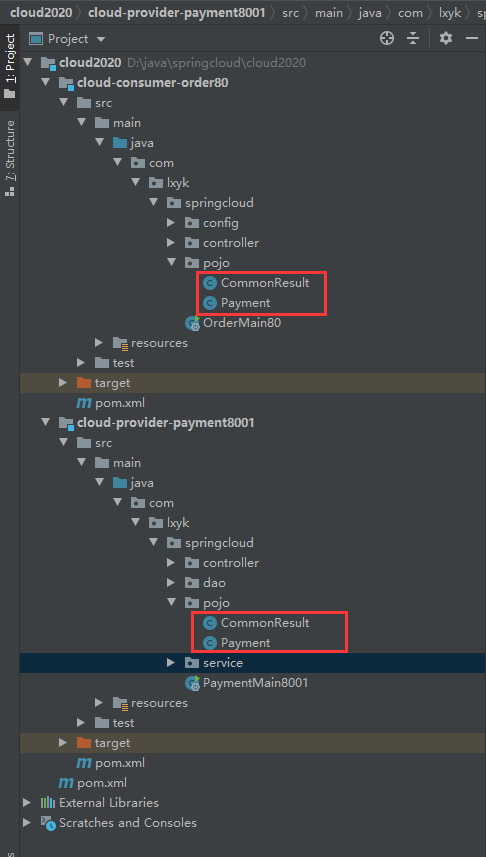 cloud2020 〉 cloud-provider-payment8001 〉 src 〉 main 〉 java 〉 com 〉 lxyk 〉 sp
1: Project
7: Structure
Project
cloud2020 D:\java\springcloud\cloud2020
cloud-consumer-order80
src
main
java
com
lxyk
springcloud
config
controller
pojo
CommonResult
Payment
OrderMain80
resources
test
target
pom.xml
cloud-provider-payment8001
src
main
java
com
lxyk
springcloud
controller
dao
pojo
CommonResult
Payment
service
PaymentMain8001
resources
test
target
pom.xml
pom.xml
External Libraries
Scratches and Consoles